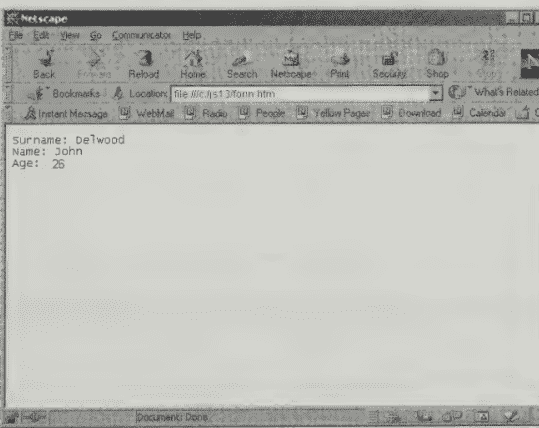 Netscape
File Edit View Go Communicator Help
Back Reload Home Search Netscape Print Security Shop Stop
Bookmarks Location: file:///c:/js13/form.htm What's Related
Instant Message WebMail Radio People Yellow Pages Download Calendar
Surname: Delwood
Name: John
Age: 26
Document: Done